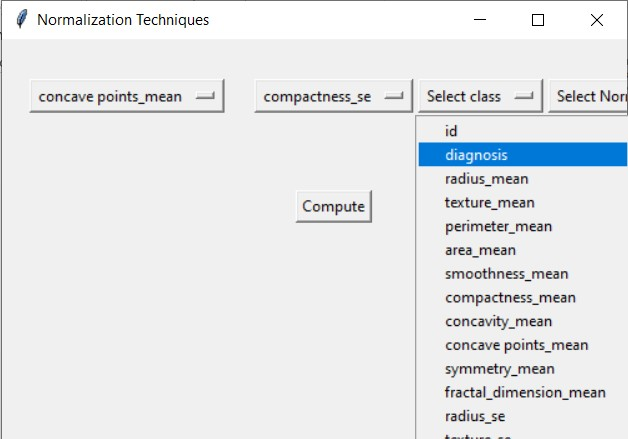 Normalization Techniques
concave points_mean compactness_se Select class Select Nor
id
diagnosis
radius_mean
texture_mean
Compute
perimeter_mean
area_mean
smoothness_mean
compactness_mean
concavity_mean
concave points_mean
symmetry_mean
fractal_dimension_mean
radius_se
texture_se